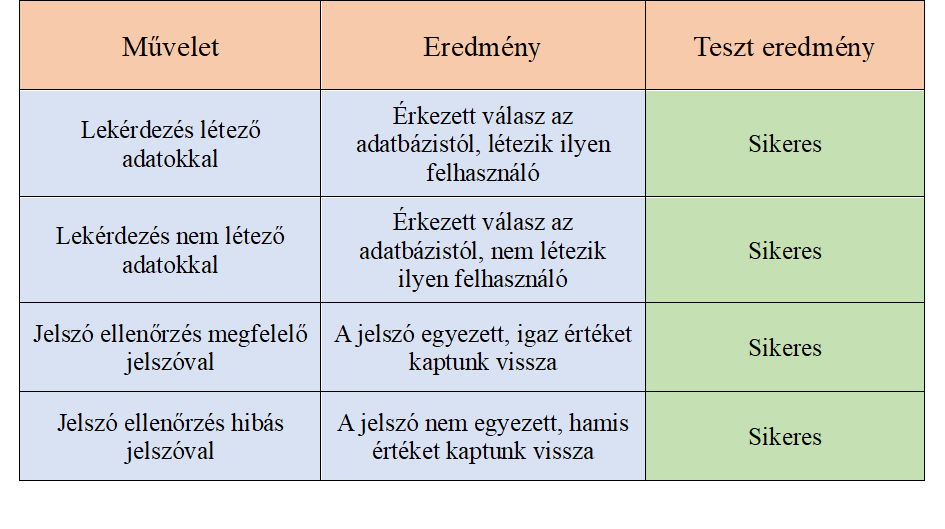 Művelet
Eredmény
Teszt eredmény
Lekérdezés létező
adatokkal
Érkezett válasz az
adatbázistól, létezik ilyen
felhasználó
Sikeres
Lekérdezés nem létező
adatokkal
Érkezett válasz az
adatbázistól, nem létezik
ilyen felhasználó
Sikeres
Jelszó ellenőrzés megfelelő
jelszóval
A jelszó egyezett, igaz értéket
kaptunk vissza
Sikeres
Jelszó ellenőrzés hibás
jelszóval
A jelszó nem egyezett, hamis
értéket kaptunk vissza
Sikeres